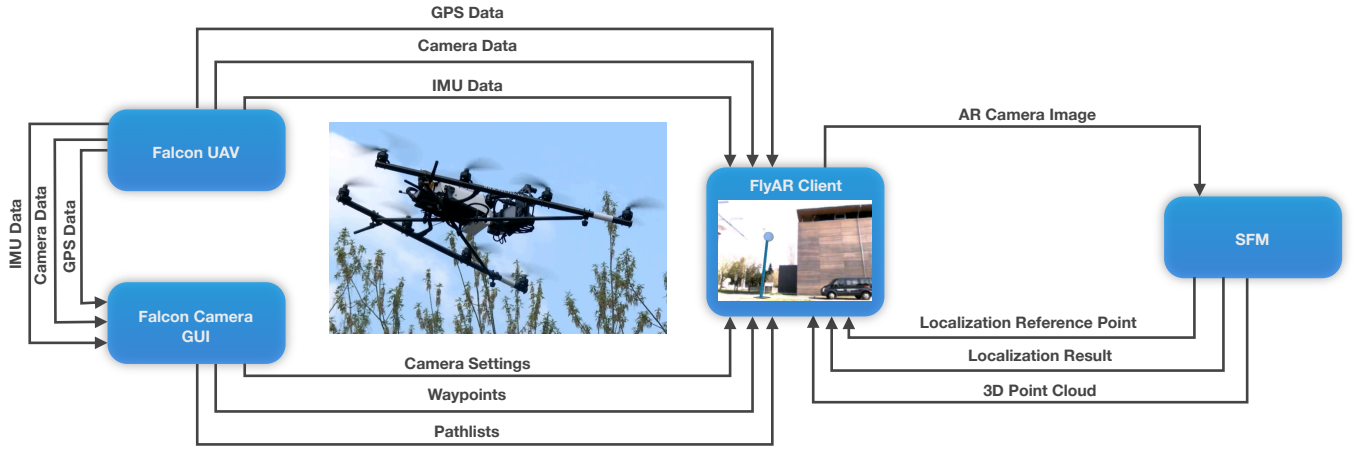 GPS Data
Camera Data
IMU Data
AR Camera Image
Falcon UAV
FlyAR Client
IMU Data
Camera Data
GPS Data
SFM
Falcon Camera
GUI
Localization Reference Point
Camera Settings
Localization Result
Waypoints
3D Point Cloud
Pathlists